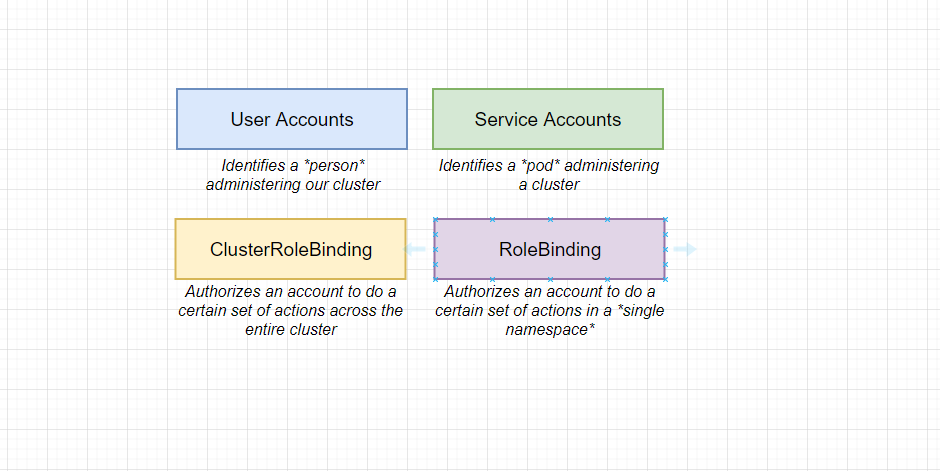 User Accounts
Service Accounts
Identifies a *person*
administering our cluster
Identifies a *pod* administering
a cluster
ClusterRoleBinding
RoleBinding
Authorizes an account to do a
certain set of actions across the
entire cluster
Authorizes an account to do a
certain set of actions in a *single
namespace*